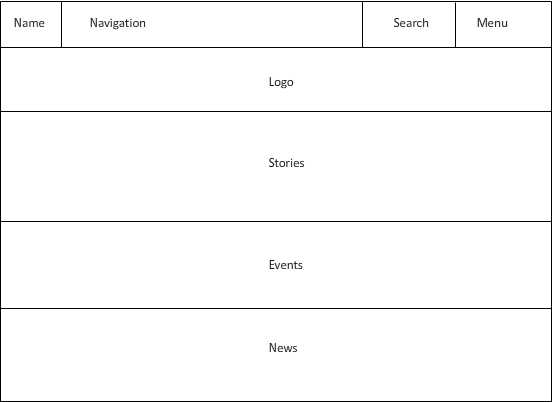 Name Navigation Search Menu
Logo
Stories
Events
News